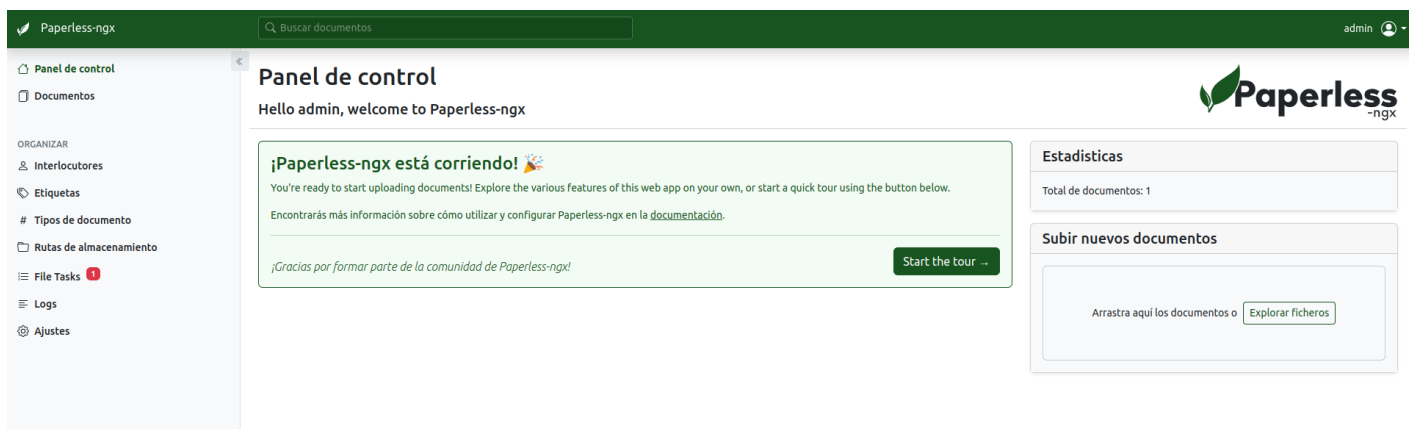 Paperless-ngx
Buscar documentos
admin
Panel de control
Documentos
ORGANIZAR
Interlocutores
Etiquetas
# Tipos de documento
Rutas de almacenamiento
File Tasks 1
Logs
Ajustes
«
Panel de control
Hello admin, welcome to Paperless-ngx
Paperless
-ngx
¡Paperless-ngx está corriendo! 🎉
You're ready to start uploading documents! Explore the various features of this web app on your own, or start a quick tour using the button below.
Encontrarás más información sobre cómo utilizar y configurar Paperless-ngx en la documentación.
¡Gracias por formar parte de la comunidad de Paperless-ngx!
Start the tour →
Estadisticas
Total de documentos: 1
Subir nuevos documentos
Arrastra aquí los documentos o Explorar ficheros